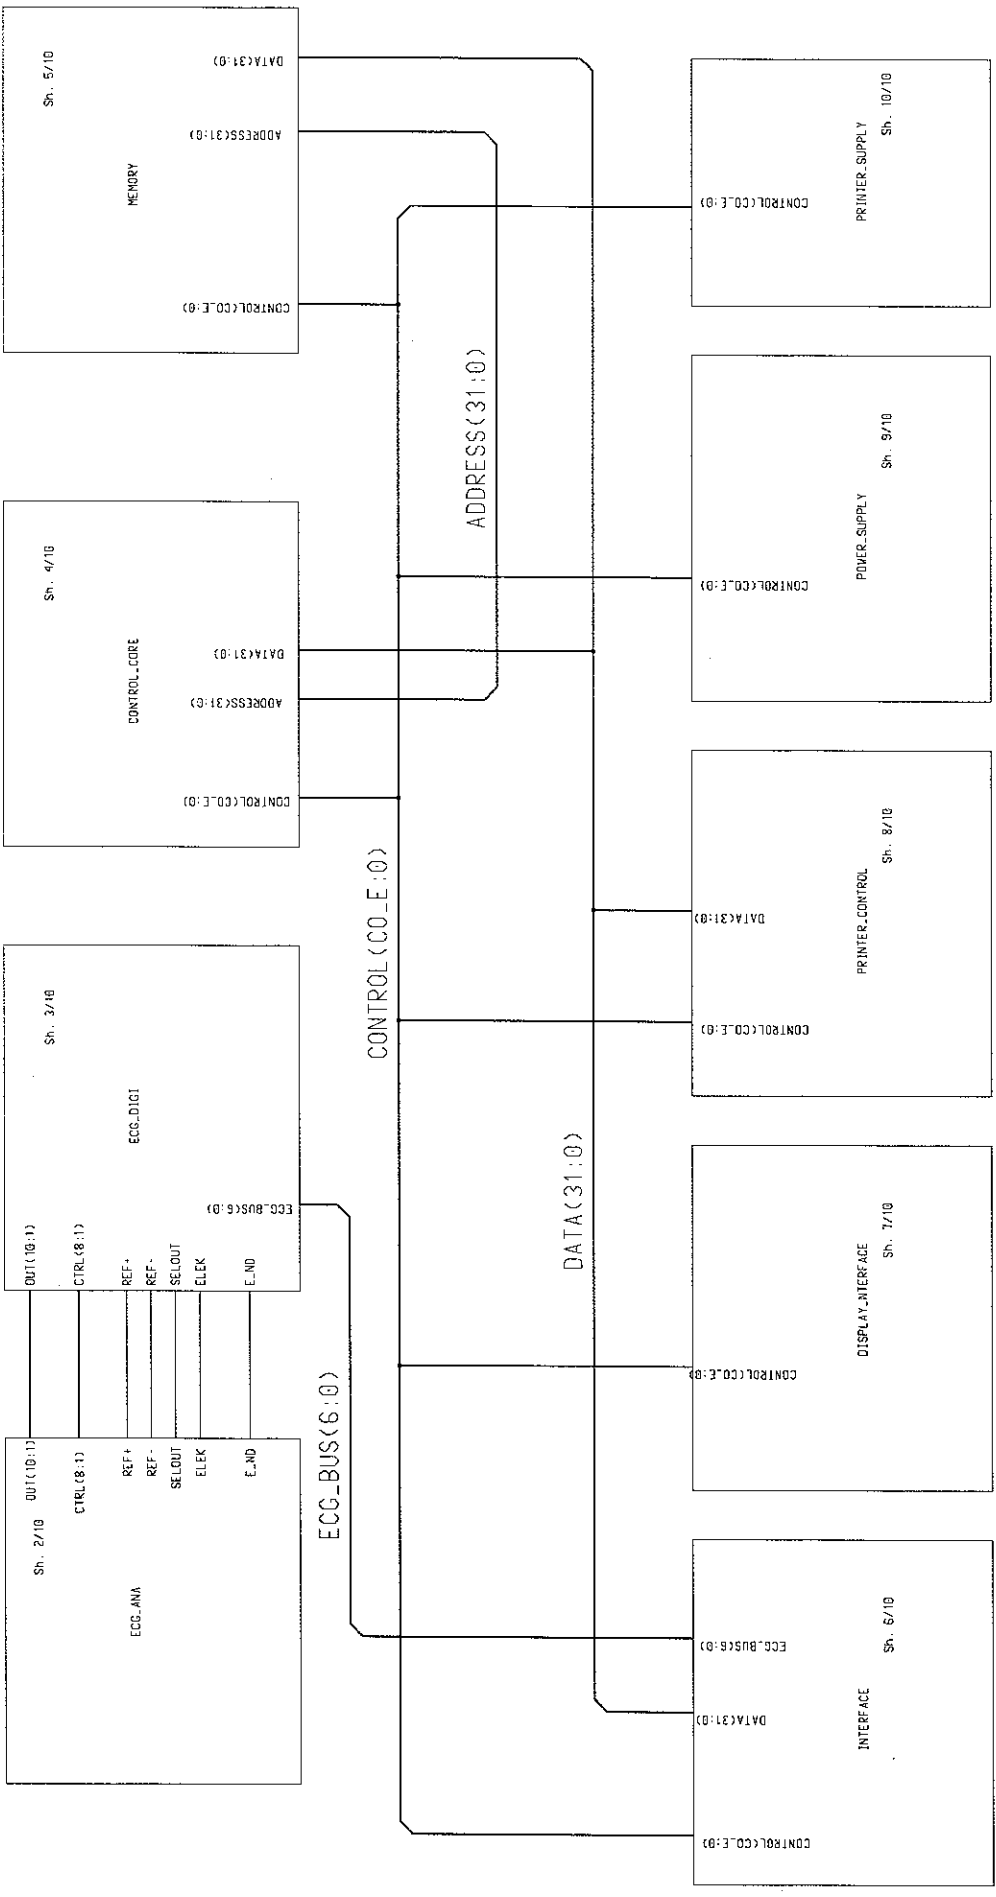 Sh. 2/10
ECG_ANA
OUT(10:1)
CTRL(8:1)
REF+
REF-
SELOUT
ELEK
E_ND
OUT(10:1)
CTRL(8:1)
REF+
REF-
SELOUT
ELEK
E_ND
Sh. 3/10
ECG_DIGI
ECG_BUS(6:0)
Sh. 4/10
CONTROL_CORE
CONTROL(CO_E:0)
ADDRESS(31:0)
DATA(31:0)
Sh. 5/10
MEMORY
CONTROL(CO_E:0)
ADDRESS(31:0)
DATA(31:0)
ECG_BUS(6:0)
CONTROL(CO_E:0)
ADDRESS(31:0)
DATA(31:0)
CONTROL(CO_E:0)
DATA(31:0)
ECG_BUS(6:0)
INTERFACE
Sh. 6/10
CONTROL(CO_E:0)
DISPLAY_INTERFACE
Sh. 7/10
CONTROL(CO_E:0)
DATA(31:0)
PRINTER_CONTROL
Sh. 8/10
CONTROL(CO_E:0)
POWER_SUPPLY
Sh. 9/10
CONTROL(CO_E:0)
PRINTER_SUPPLY
Sh. 10/10